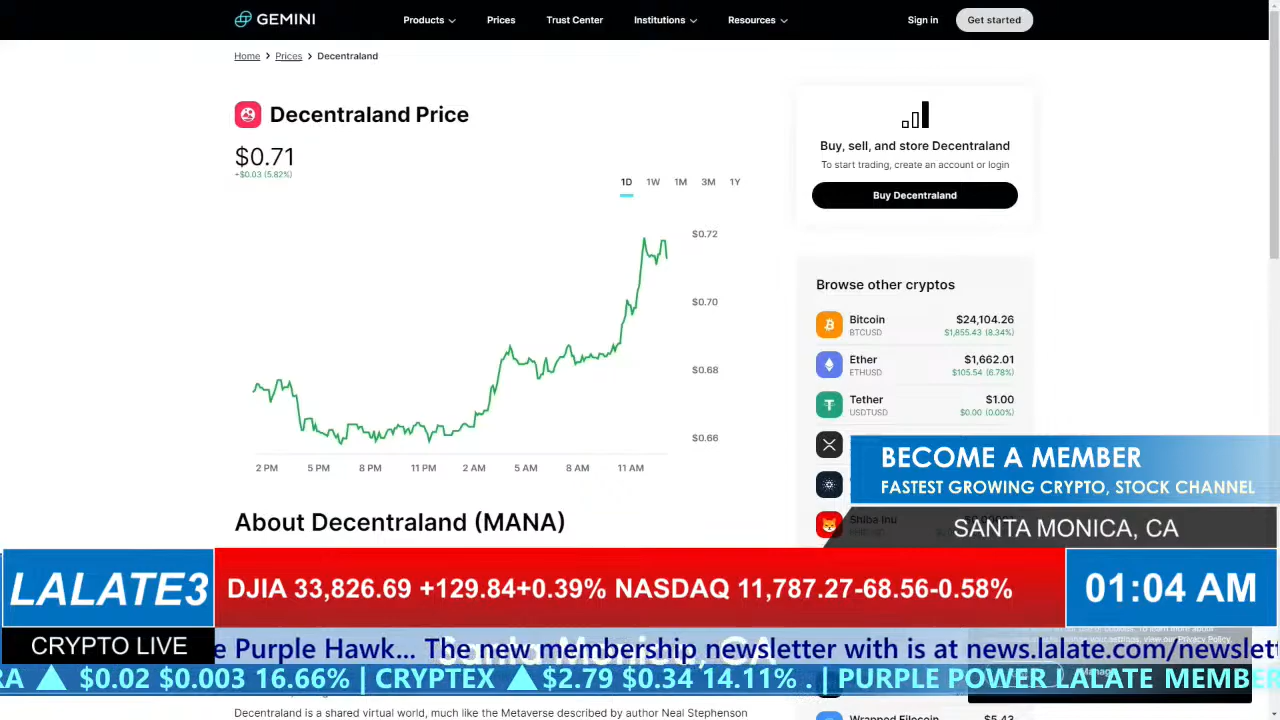 GEMINI
Products
Prices
Trust Center
Institutions
Resources
Sign in
Get started
Home
Prices
Decentraland
Decentraland Price
$0.71
+$0.03 (5.82%)
1D 1W 1M 3M 1Y
$0.72
$0.70
$0.68
$0.66
2 PM 5 PM 8 PM 11 PM 2 AM 5 AM 8 AM 11 AM
Buy, sell, and store Decentraland
To start trading, create an account or login
Buy Decentraland
Browse other cryptos
Bitcoin $24,104.26
BTCUSD $1,855.43 (8.34%)
Ether $1,662.01
ETHUSD $105.54 (6.78%)
Tether $1.00
USDTUSD $0.00 (0.00%)
Shiba Inu
BECOME A MEMBER
FASTEST GROWING CRYPTO, STOCK CHANNEL
SANTA MONICA, CA
About Decentraland (MANA)
LALATE3
DJIA 33,826.69 +129.84+0.39% NASDAQ 11,787.27-68.56-0.58%
01:04 AM
CRYPTO LIVE
e Purple Hawk... The new membership newsletter with is at news.lalate.com/newslett
RA ▲ $0.02 $0.003 16.66% | CRYPTEX ▲$2.79 $0.34 14.11% . | PURPLE POWER LALATE MEMBER
Decentraland is a shared virtual world, much like the Metaverse described by author Neal Stephenson
Wrapped Filecoin $5.43